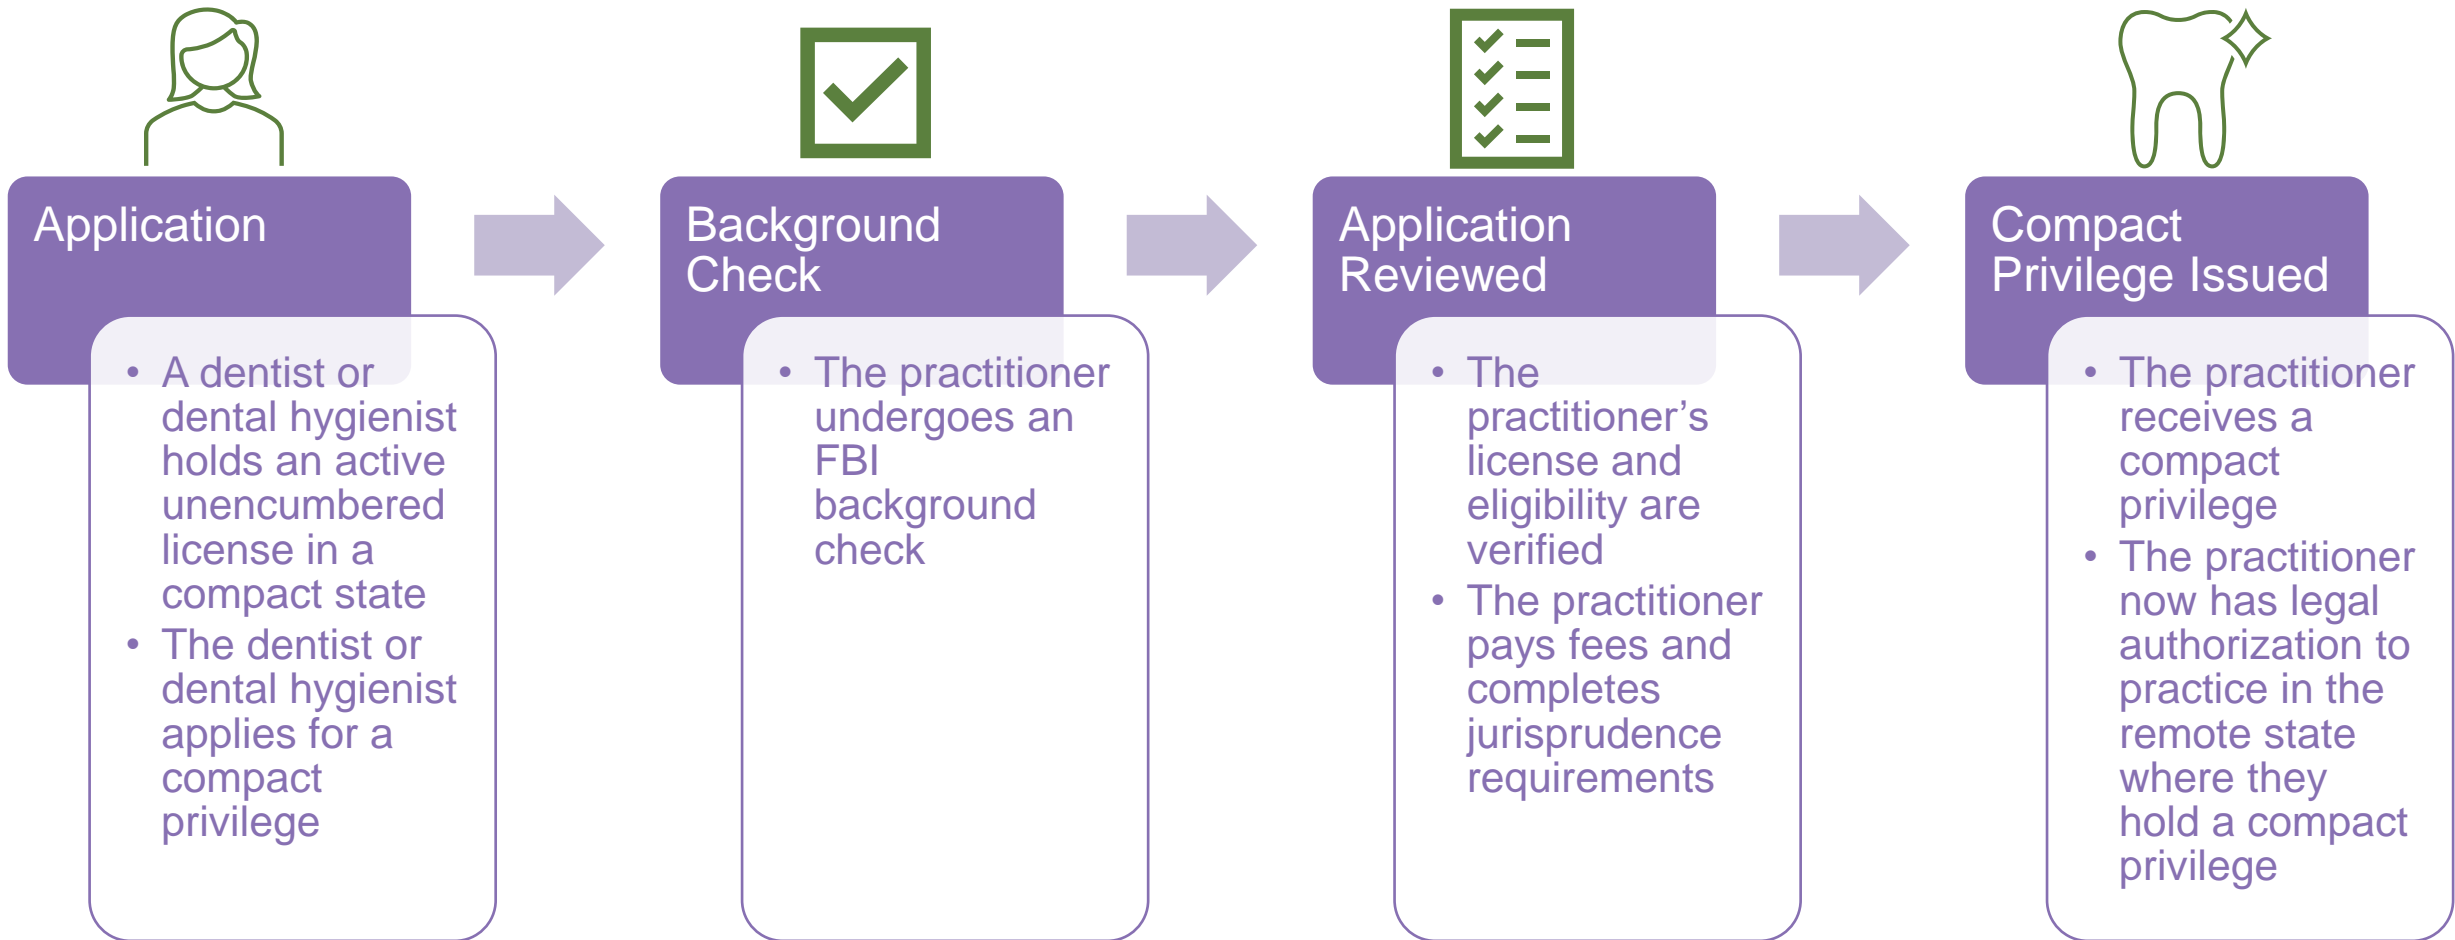 Application
• A dentist or
dental hygienist
holds an active
unencumbered
license in a
compact state
• The dentist or
dental hygienist
applies for a
compact
privilege
Background
Check
• The practitioner
undergoes an
FBI
background
check
Application
Reviewed
• The
practitioner’s
license and
eligibility are
verified
• The practitioner
pays fees and
completes
jurisprudence
requirements
Compact
Privilege Issued
• The practitioner
receives a
compact
privilege
• The practitioner
now has legal
authorization to
practice in the
remote state
where they
hold a compact
privilege